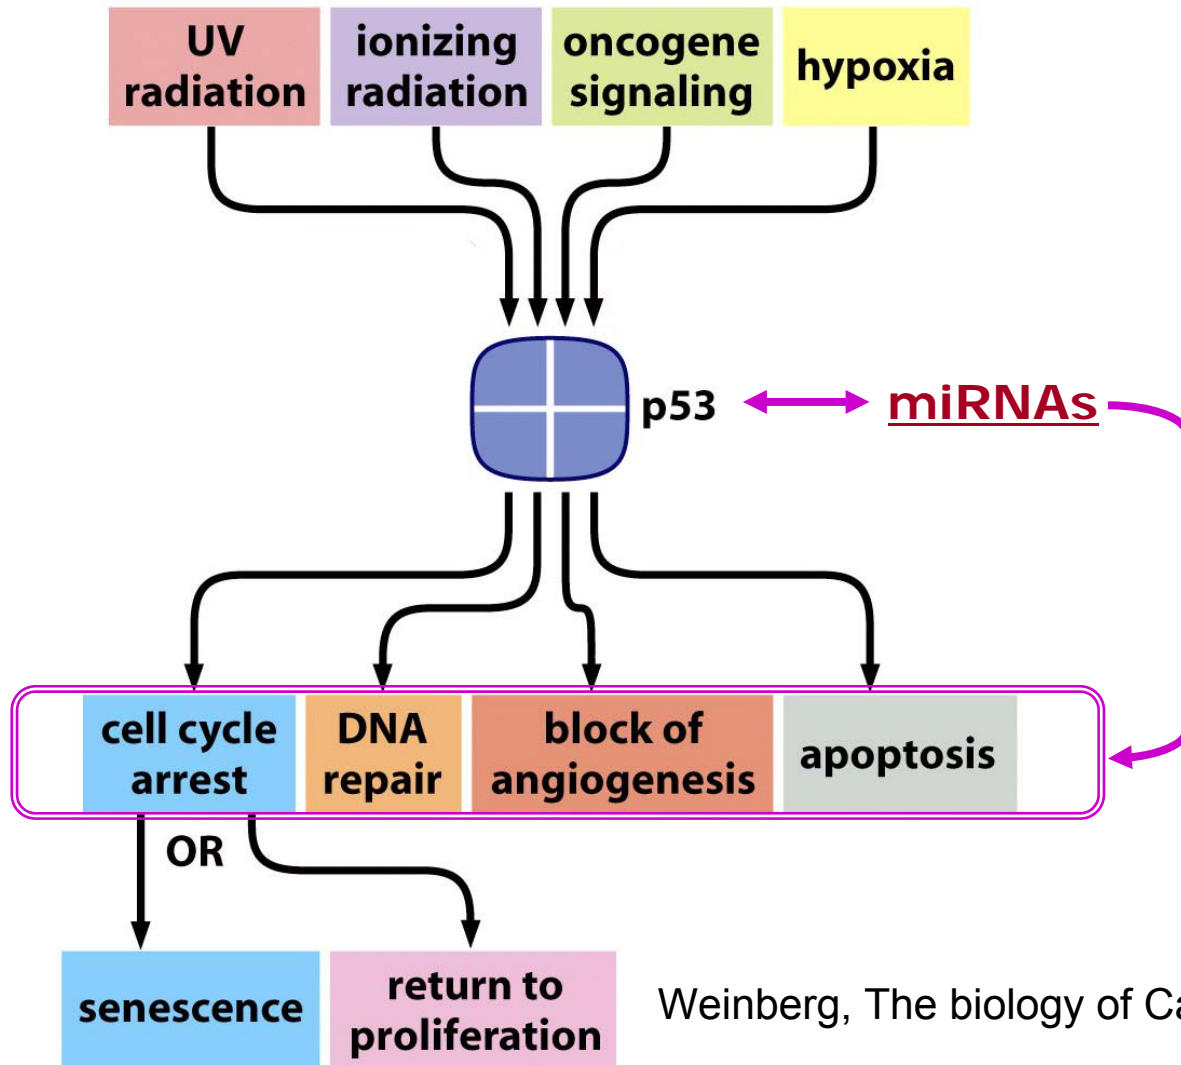 UV
radiation
ionizing
radiation
oncogene
signaling
hypoxia
p53
miRNAs
cell cycle
arrest
DNA
repair
block of
angiogenesis
apoptosis
OR
senescence
return to
proliferation
Weinberg, The biology of Ca